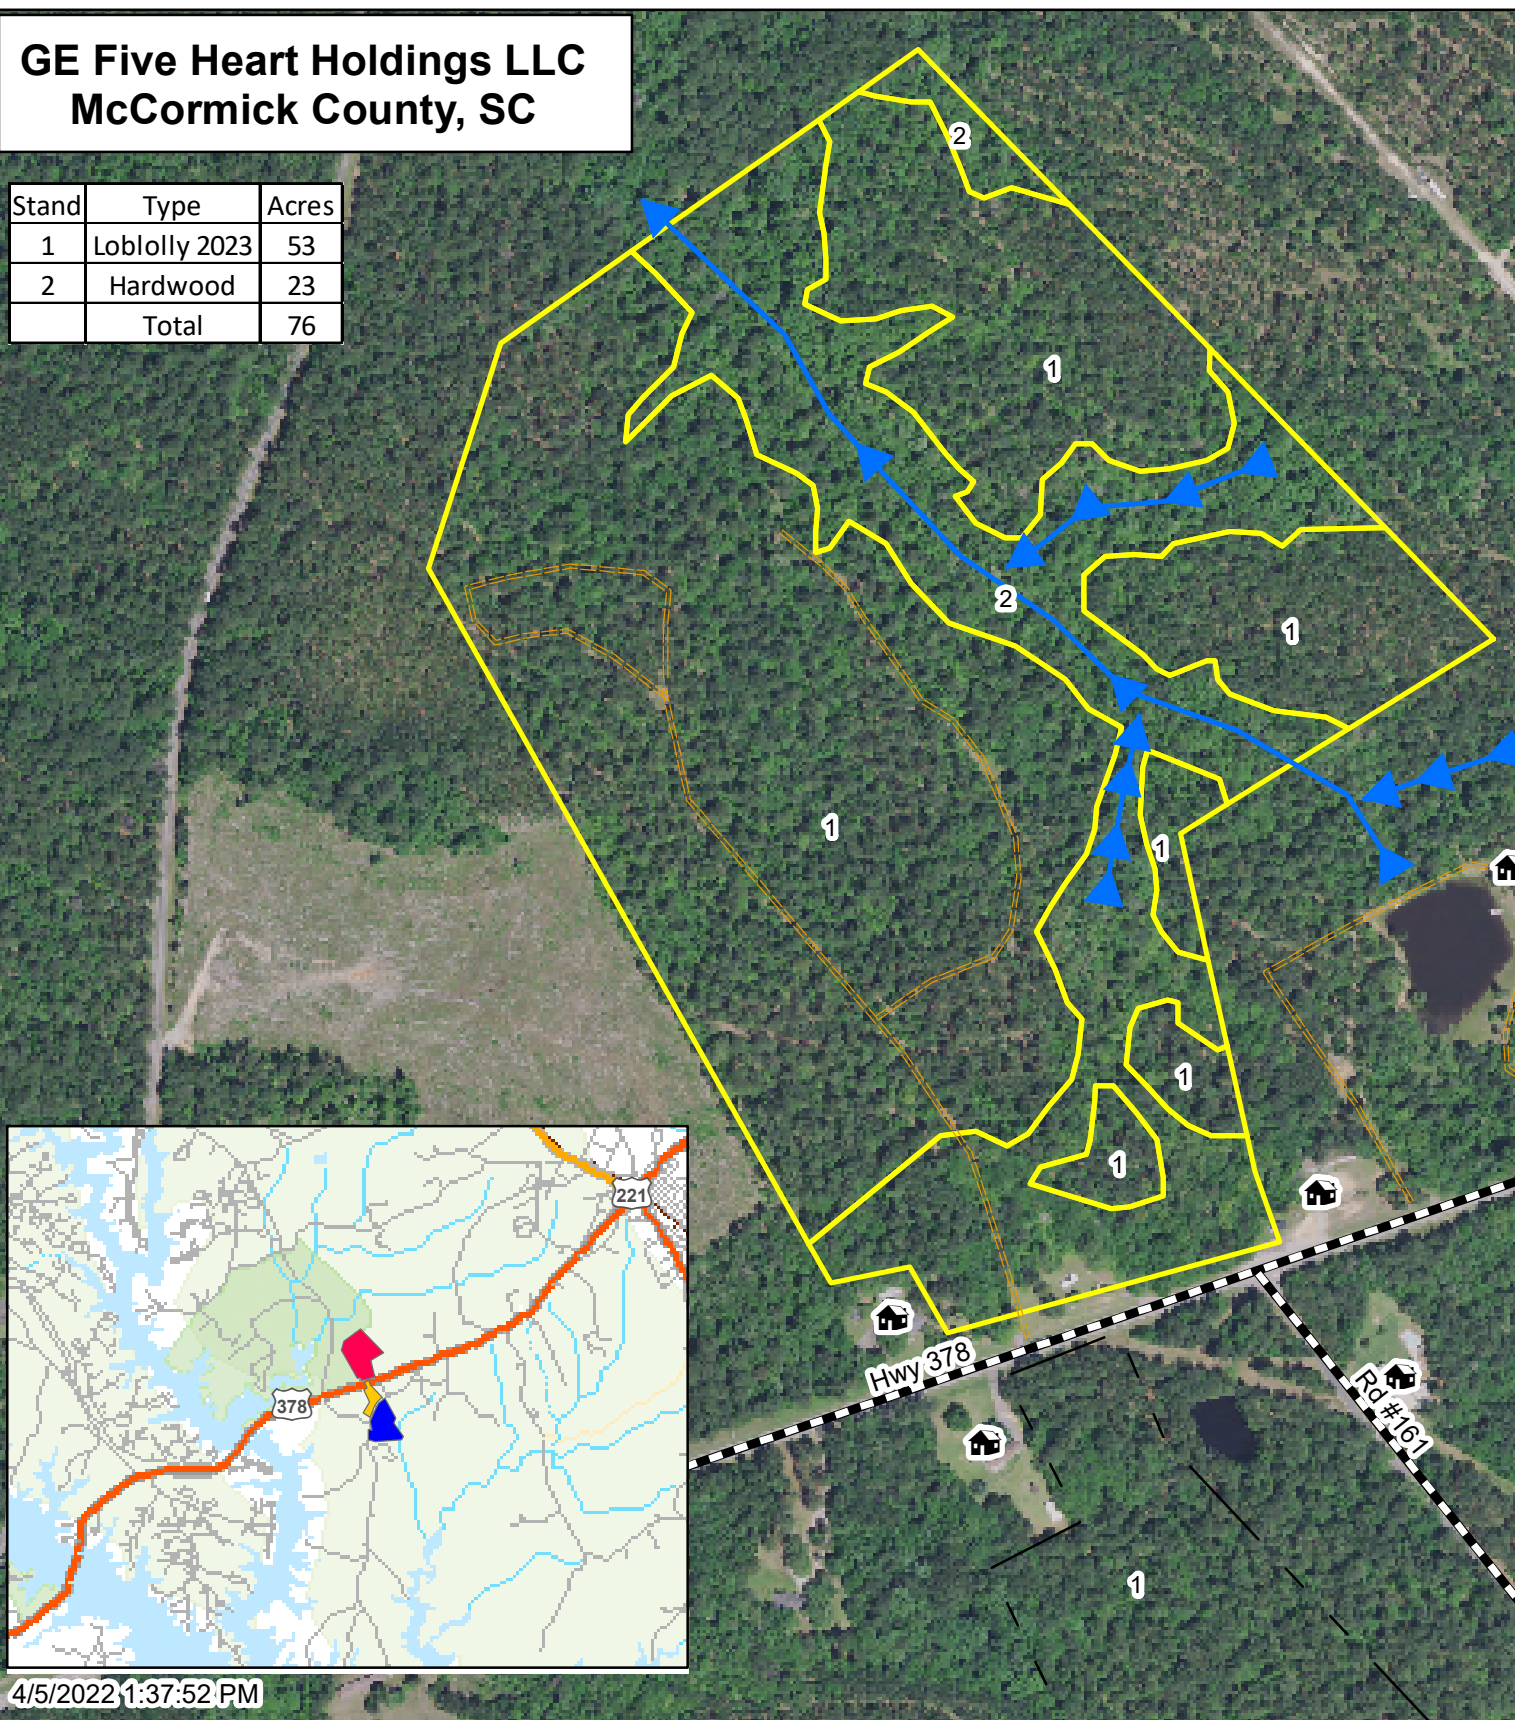 GE Five Heart Holdings LLC
McCormick County, SC
Stand Type Acres
1 Loblolly 2023 53
2 Hardwood 23
Total 76
2
1
2
1
1
1
1
1
Hwy 378
Rd #161
1
221
378
4/5/2022 1:37:52 PM